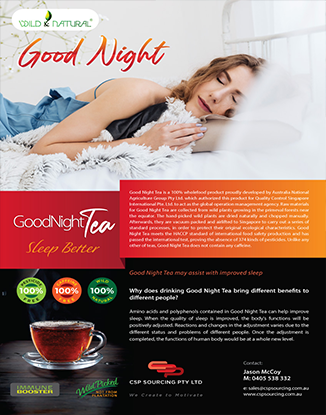 WILD & NATURAL
Good Night
GoodNight Tea
Sleep Better
Good Night Tea is a 100% wholefood product proudly developed by Australia National
Agriculture Group Pty Ltd, which authorized this product for Quality Control Singapore
International Pte. Ltd. to act as the global operation management agency. Raw materials
for Good Night Tea are collected from wild plants growing in the primeval forests near
the equator. The hand-picked wild plants are dried naturally and chopped manually.
Afterwards, they are vacuum packed and airlifted to Singapore to carry out a series of
standard processes, in order to protect their original ecological characteristics. Good
Night Tea meets the HACCP standard of international food safety production and has
passed the international test, proving the absence of 374 kinds of pesticides. Unlike any
other of teas, Good Night Tea does not contain any caffeine.
Good Night Tea may assist with improved sleep
Why does drinking Good Night Tea bring different benefits to
different people?
Amino acids and polyphenols contained in Good Night Tea can help improve
sleep. When the quality of sleep is improved, the body's functions will be
positively adjusted. Reactions and changes in the adjustment varies due to the
different status and problems of different people. Once the adjustment is
completed, the functions of human body would be at a whole new level.
100%
100%
100%
NATURAL
IMMUNE
BOOSTER
Wild Picked
NOT FROM
PLANTATION
CSP SOURCING PTY LTD
We Create to Motivate
Contact:
Jason McCoy
M: 0405 538 332
e: sales@cspsourcing.com.au
www.cspsourcing.com.au